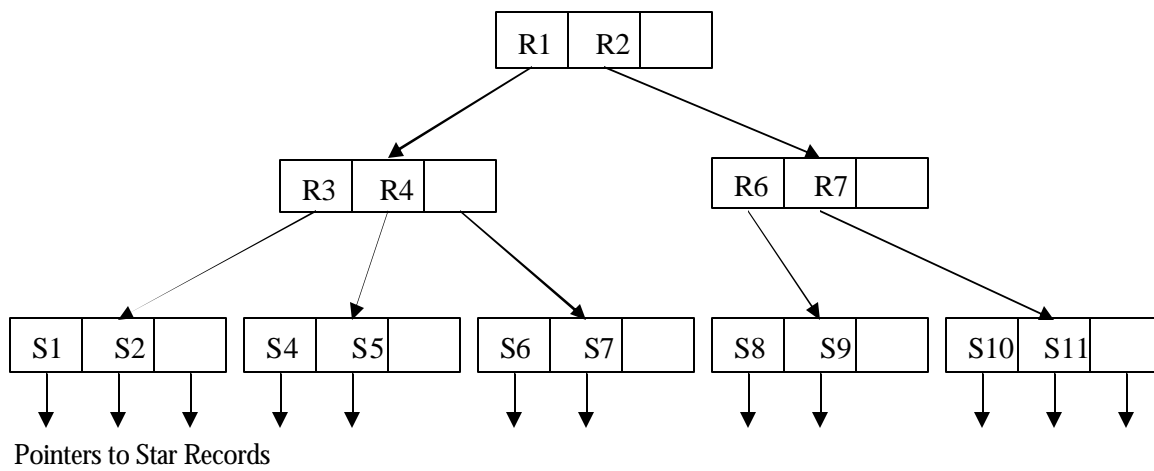 R1 R2
R3 R4 R6 R7
S1 S2 S4 S5 S6 S7 S8 S9 S10 S11
Pointers to Star Records